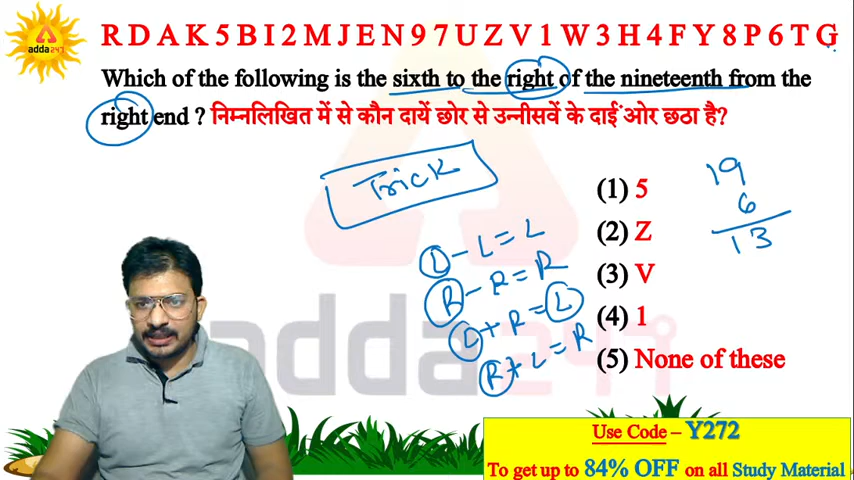 adda247
R D A K 5 B I 2 M J E N 9 7 U Z V 1 W 3 H 4 F Y 8 P 6 T G
Which of the following is the sixth to the right of the nineteenth from the
right end ? निम्नलिखित में से कौन दायें छोर से उन्नीसवें के दाईं ओर छठा है?
Trick
L - L = L
R - R = R
L + R = L
R + L = R
(1) 5
(2) Z
(3) V
(4) 1
(5) None of these
19
6
13
adda247
Use Code – Y272
To get up to 84% OFF on all Study Material